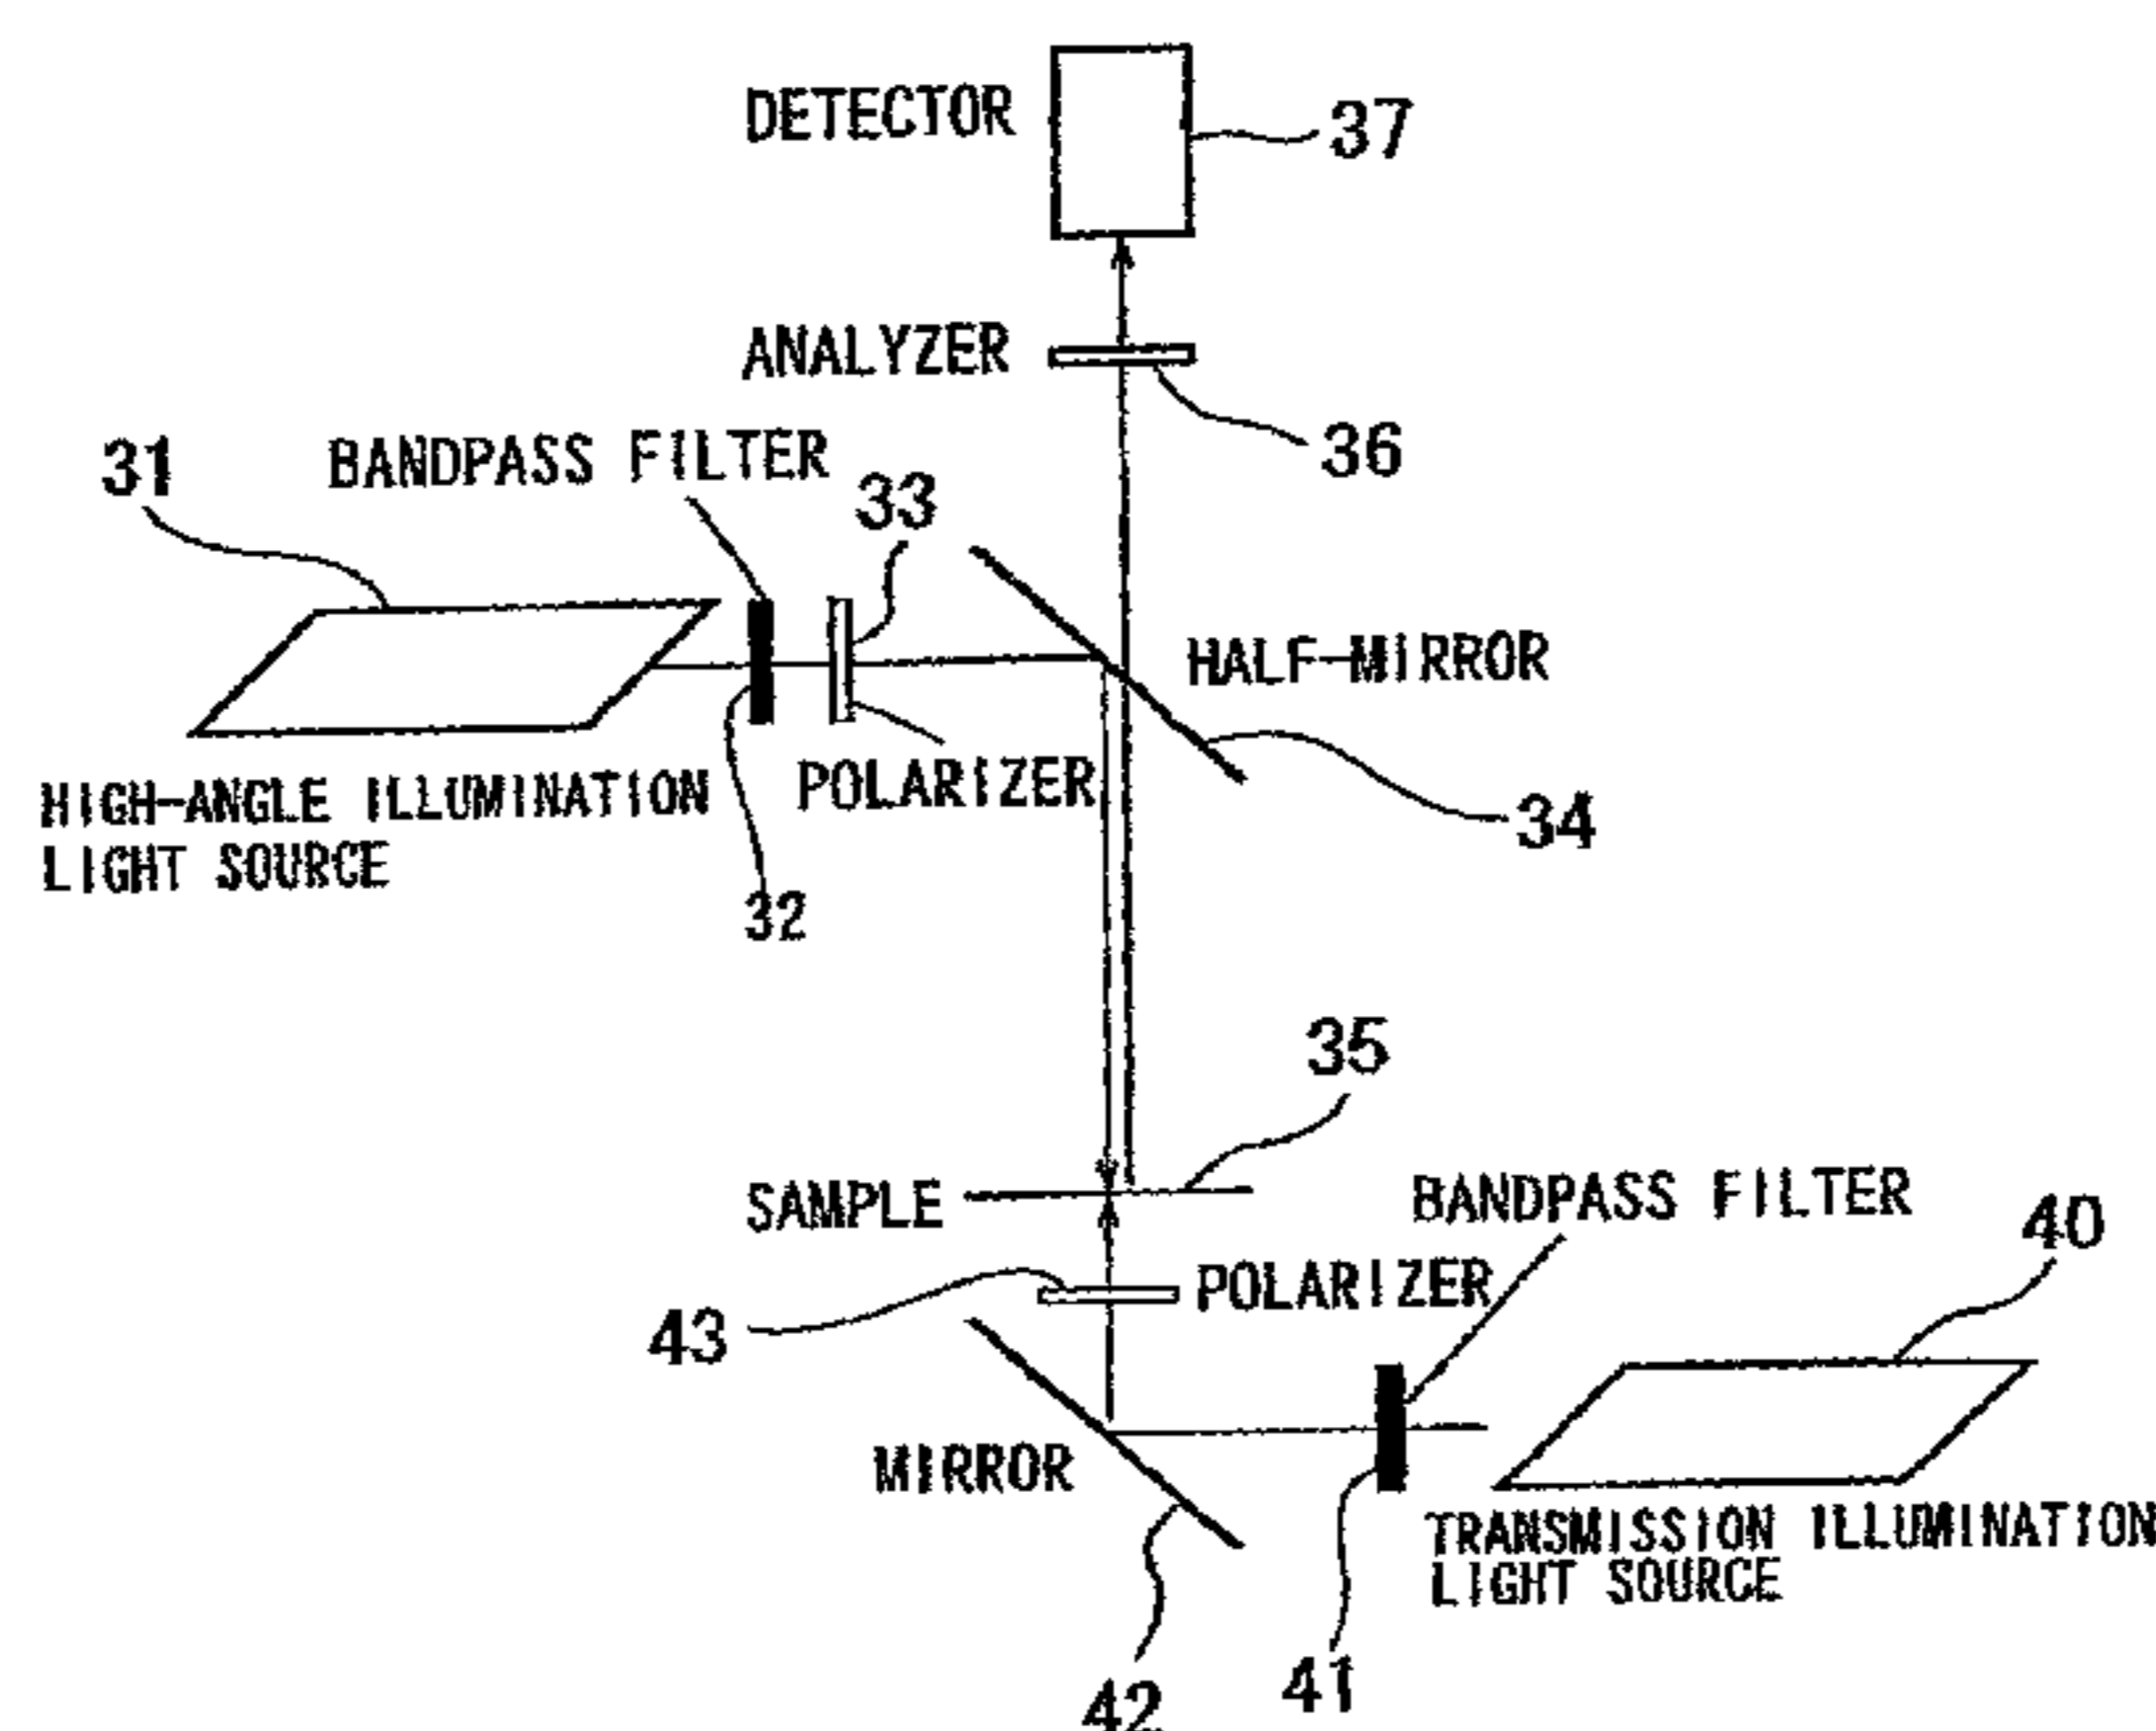 DETECTOR
37
ANALYZER
36
31
BANDPASS FILTER
33
HALF-MIRROR
POLARIZER
34
HIGH-ANGLE ILLUMINATION
LIGHT SOURCE
32
35
SAMPLE
BANDPASS FILTER
40
POLARIZER
43
MIRROR
TRANSMISSION ILLUMINATION
LIGHT SOURCE
41
42